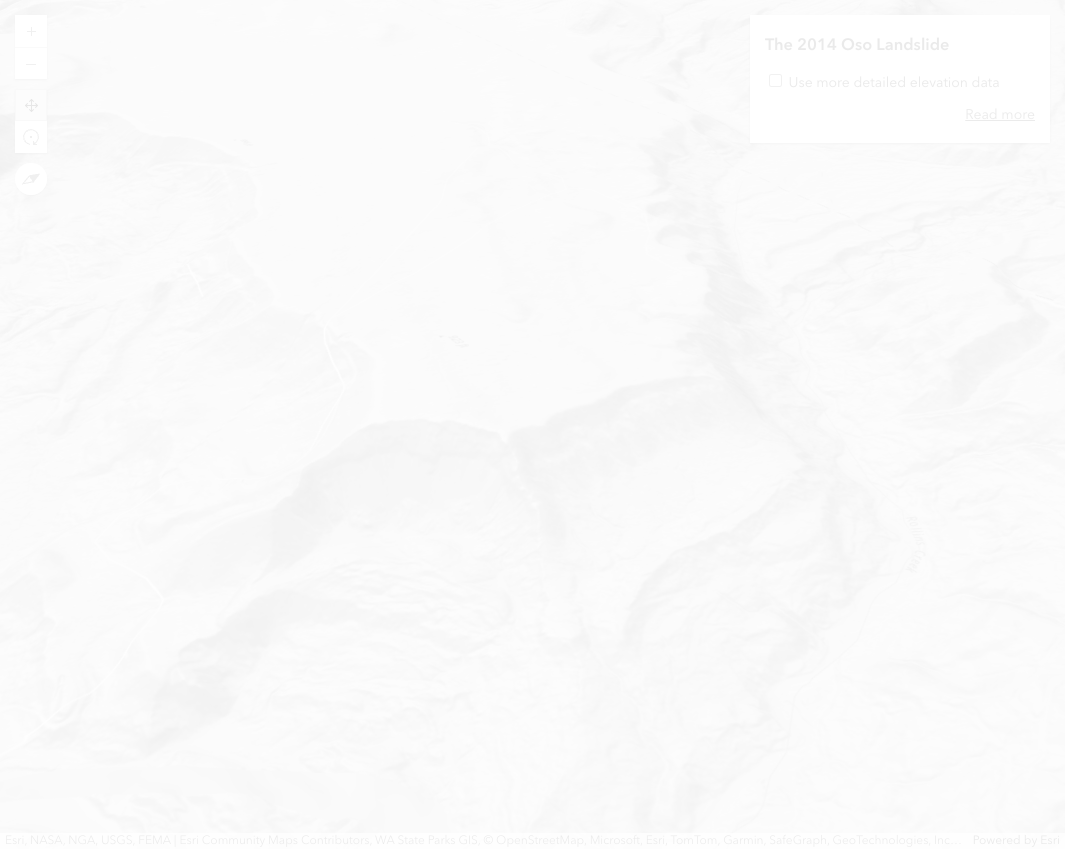 The 2014 Oso Landslide
Use more detailed elevation data
Read more
Esri, NASA, NGA, USGS, FEMA | Esri Community Maps Contributors, WA State Parks GIS, © OpenStreetMap, Microsoft, Esri, TomTom, Garmin, SafeGraph, GeoTechnologies, Inc... Powered by Esri